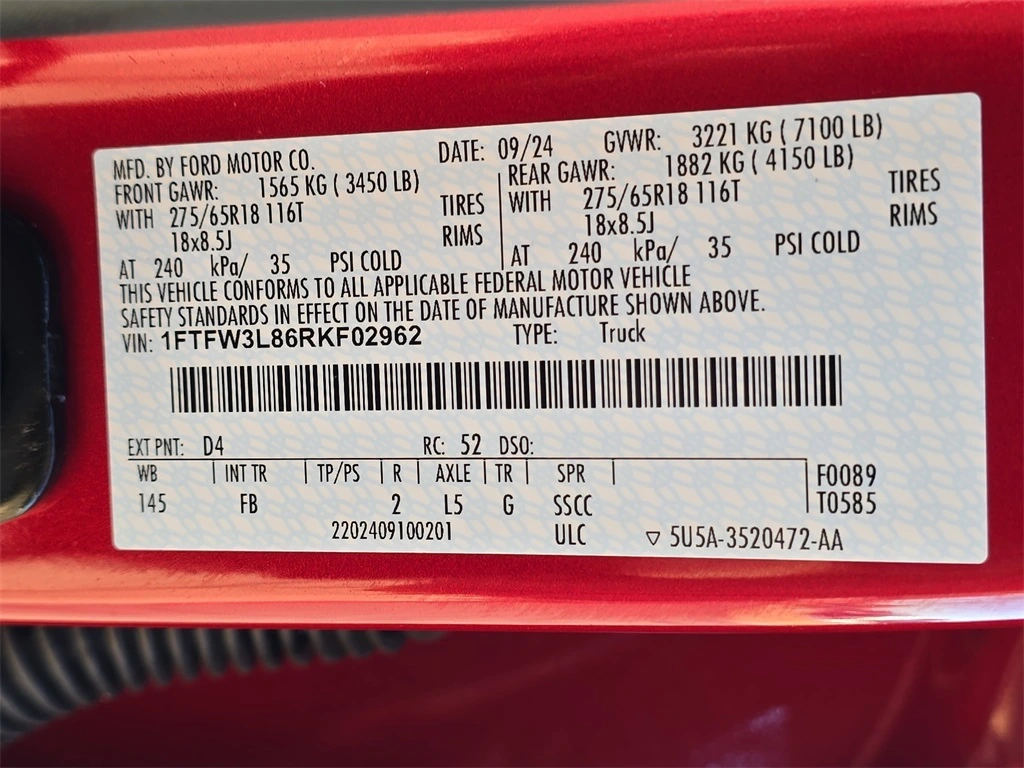 MFD. BY FORD MOTOR CO. DATE: 09/24 GVWR: 3221 KG ( 7100 LB)
FRONT GAWR: 1565 KG ( 3450 LB) REAR GAWR: 1882 KG ( 4150 LB)
WITH 275/65R18 116T TIRES WITH 275/65R18 116T TIRES
18x8.5J RIMS 18x8.5J RIMS
AT 240 kPa/ 35 PSI COLD AT 240 kPa/ 35 PSI COLD
THIS VEHICLE CONFORMS TO ALL APPLICABLE FEDERAL MOTOR VEHICLE
SAFETY STANDARDS IN EFFECT ON THE DATE OF MANUFACTURE SHOWN ABOVE.
VIN: 1FTFW3L86RKF02962 TYPE: Truck
EXT PNT: D4 RC: 52 DSO:
WB INT TR TP/PS R AXLE TR SPR F0089
145 FB 2 L5 G SSCC T0585
2202409100201 ULC ▽ 5U5A-3520472-AA